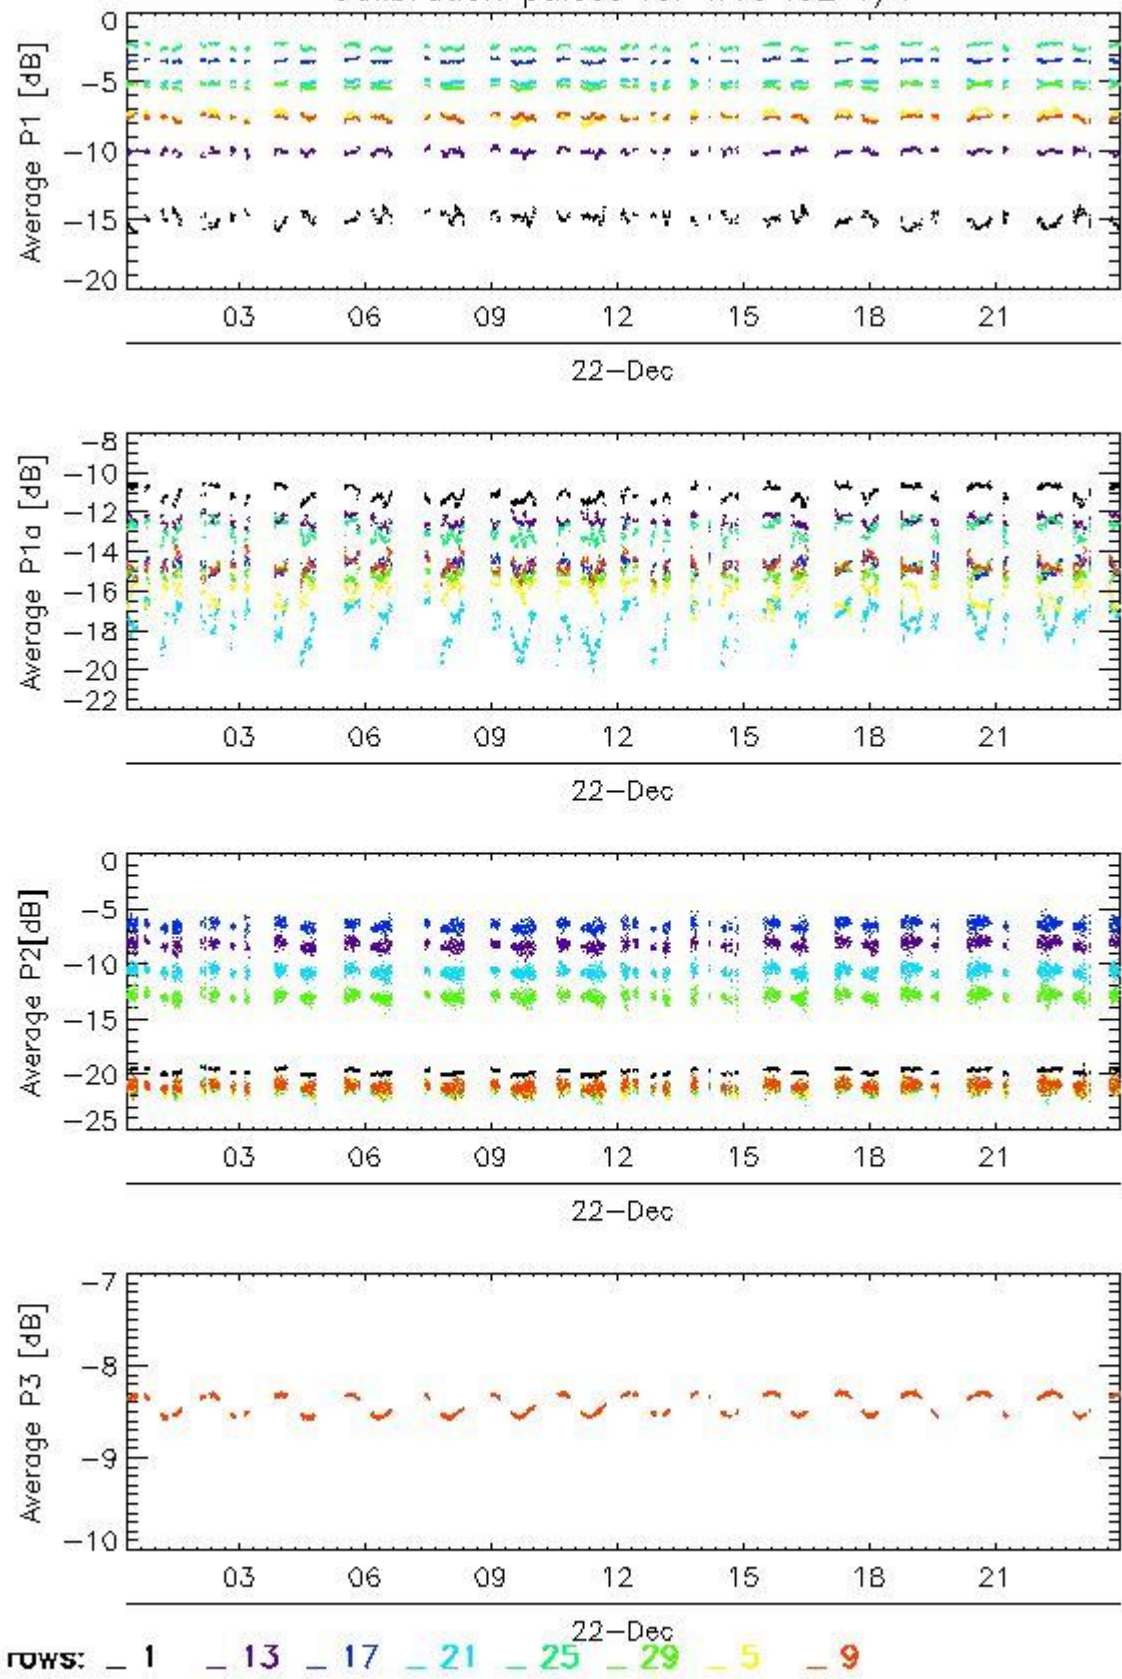 Average P1 [dB]
0
−5
−10
−15
−20
03 06 09 12 15 18 21
22−Dec
Average P1a [dB]
−8
−10
−12
−14
−16
−18
−20
−22
03 06 09 12 15 18 21
22−Dec
Average P2[dB]
0
−5
−10
−15
−20
−25
03 06 09 12 15 18 21
22−Dec
Average P3 [dB]
−7
−8
−9
−10
03 06 09 12 15 18 21
22−Dec
rows: _ 1 _ 13 _ 17 _ 21 _ 25 _ 29 _ 5 _ 9